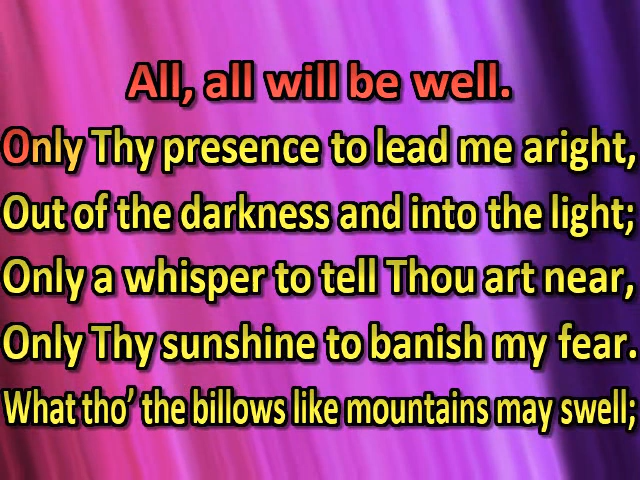 All, all will be well.
Only Thy presence to lead me aright,
Out of the darkness and into the light;
Only a whisper to tell Thou art near,
Only Thy sunshine to banish my fear.
What tho’ the billows like mountains may swell;